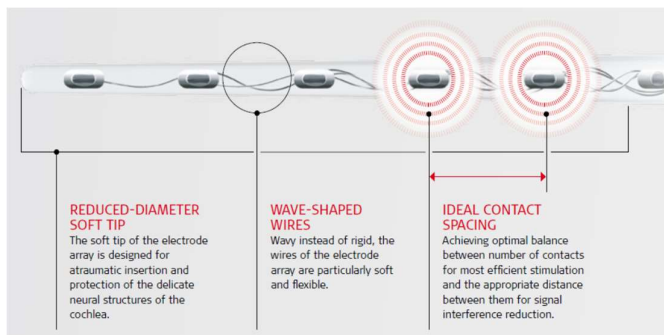 REDUCED-DIAMETER
SOFT TIP
The soft tip of the electrode
array is designed for
atraumatic insertion and
protection of the delicate
neural structures of the
cochlea.
WAVE-SHAPED
WIRES
Wavy instead of rigid, the
wires of the electrode
array are particularly soft
and flexible.
IDEAL CONTACT
SPACING
Achieving optimal balance
between number of contacts
for most efficient stimulation
and the appropriate distance
between them for signal
interference reduction.